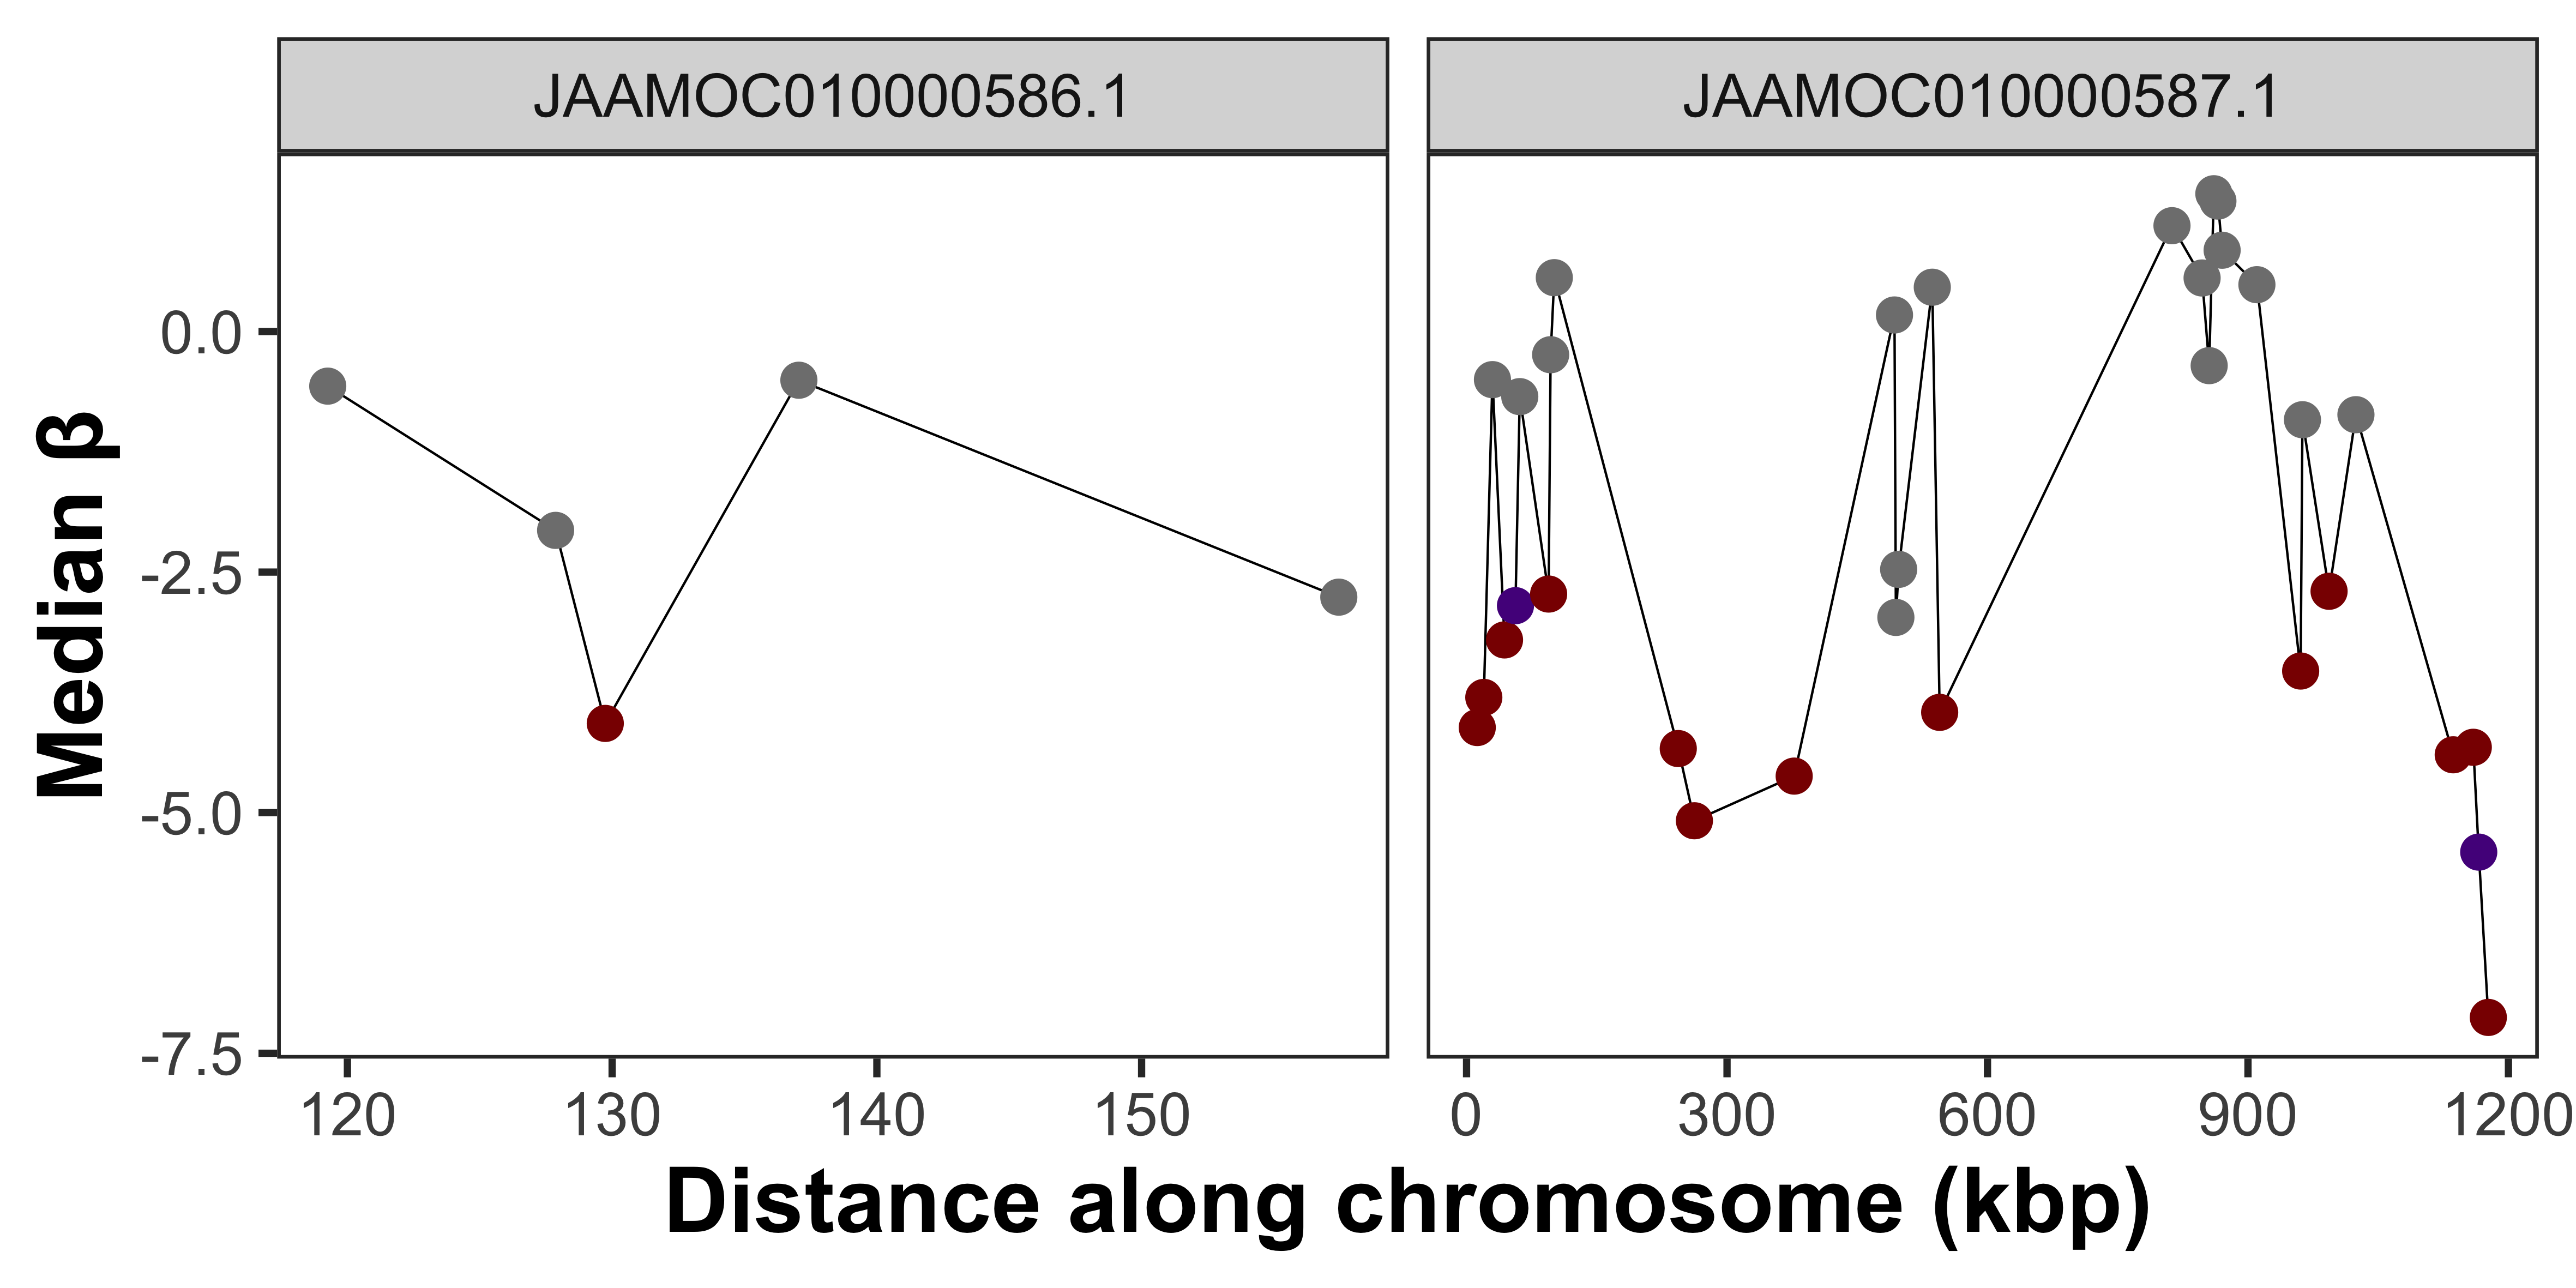 JAAMOC010000586.1
JAAMOC010000587.1
Median β
0.0
-2.5
-5.0
-7.5
120 130 140 150
0 300 600 900 1200
Distance along chromosome (kbp)